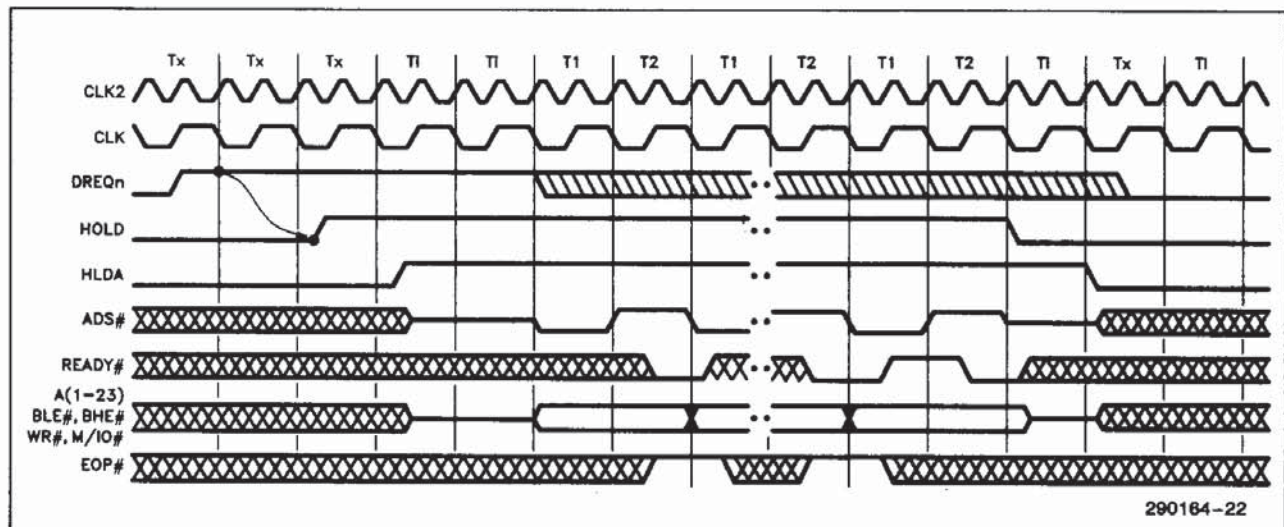 Tx Tx Tx Ti Ti T1 T2 T1 T2 T1 T2 Ti Tx Ti
CLK2
CLK
DREQn
HOLD
HLDA
ADS#
READY#
A(1-23)
BLE#, BHE#
WR#, M/IO#
EOP#
290164-22